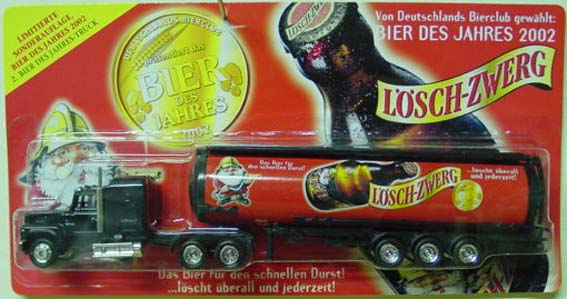 LIMITIERTE
SONDERAUFLAGE
BIER DES JAHRES 2002
2. BIER DES JAHRES-TRUCK
DEUTSCHLANDS BIERCLUB
präsentiert das
BIER
DES
JAHRES
2002
Von Deutschlands Bierclub gewählt:
BIER DES JAHRES 2002
LÖSCH-ZWERG
Das Bier für
den schnellen Durst!
LÖSCH-ZWERG
...löscht überall
und jederzeit!
Das Bier für den schnellen Durst!
...löscht überall und jederzeit!